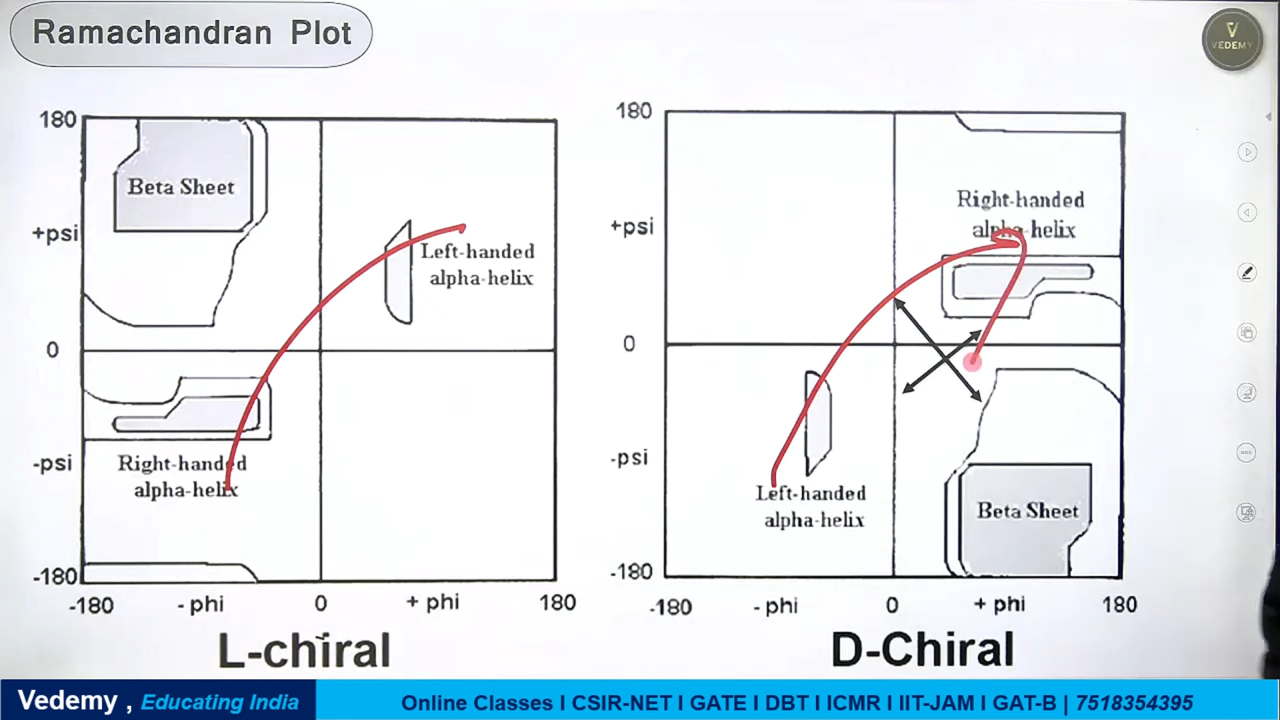 Ramachandran Plot
VEDEMY
180
Beta Sheet
+psi
Left-handed
alpha-helix
0
-psi
Right-handed
alpha-helix
-180
-180
- phi
0
+ phi
180
L-chiral
180
Right-handed
alpha-helix
+psi
0
-psi
Left-handed
alpha-helix
Beta Sheet
-180
-180
- phi
0
+ phi
180
D-Chiral
Vedemy , Educating India
Online Classes I CSIR-NET I GATE I DBT I ICMR I IIT-JAM I GAT-B | 7518354395